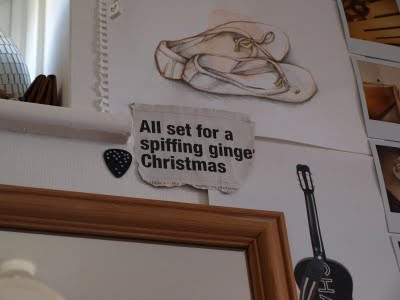 All set for a
spiffing ginge
Christmas